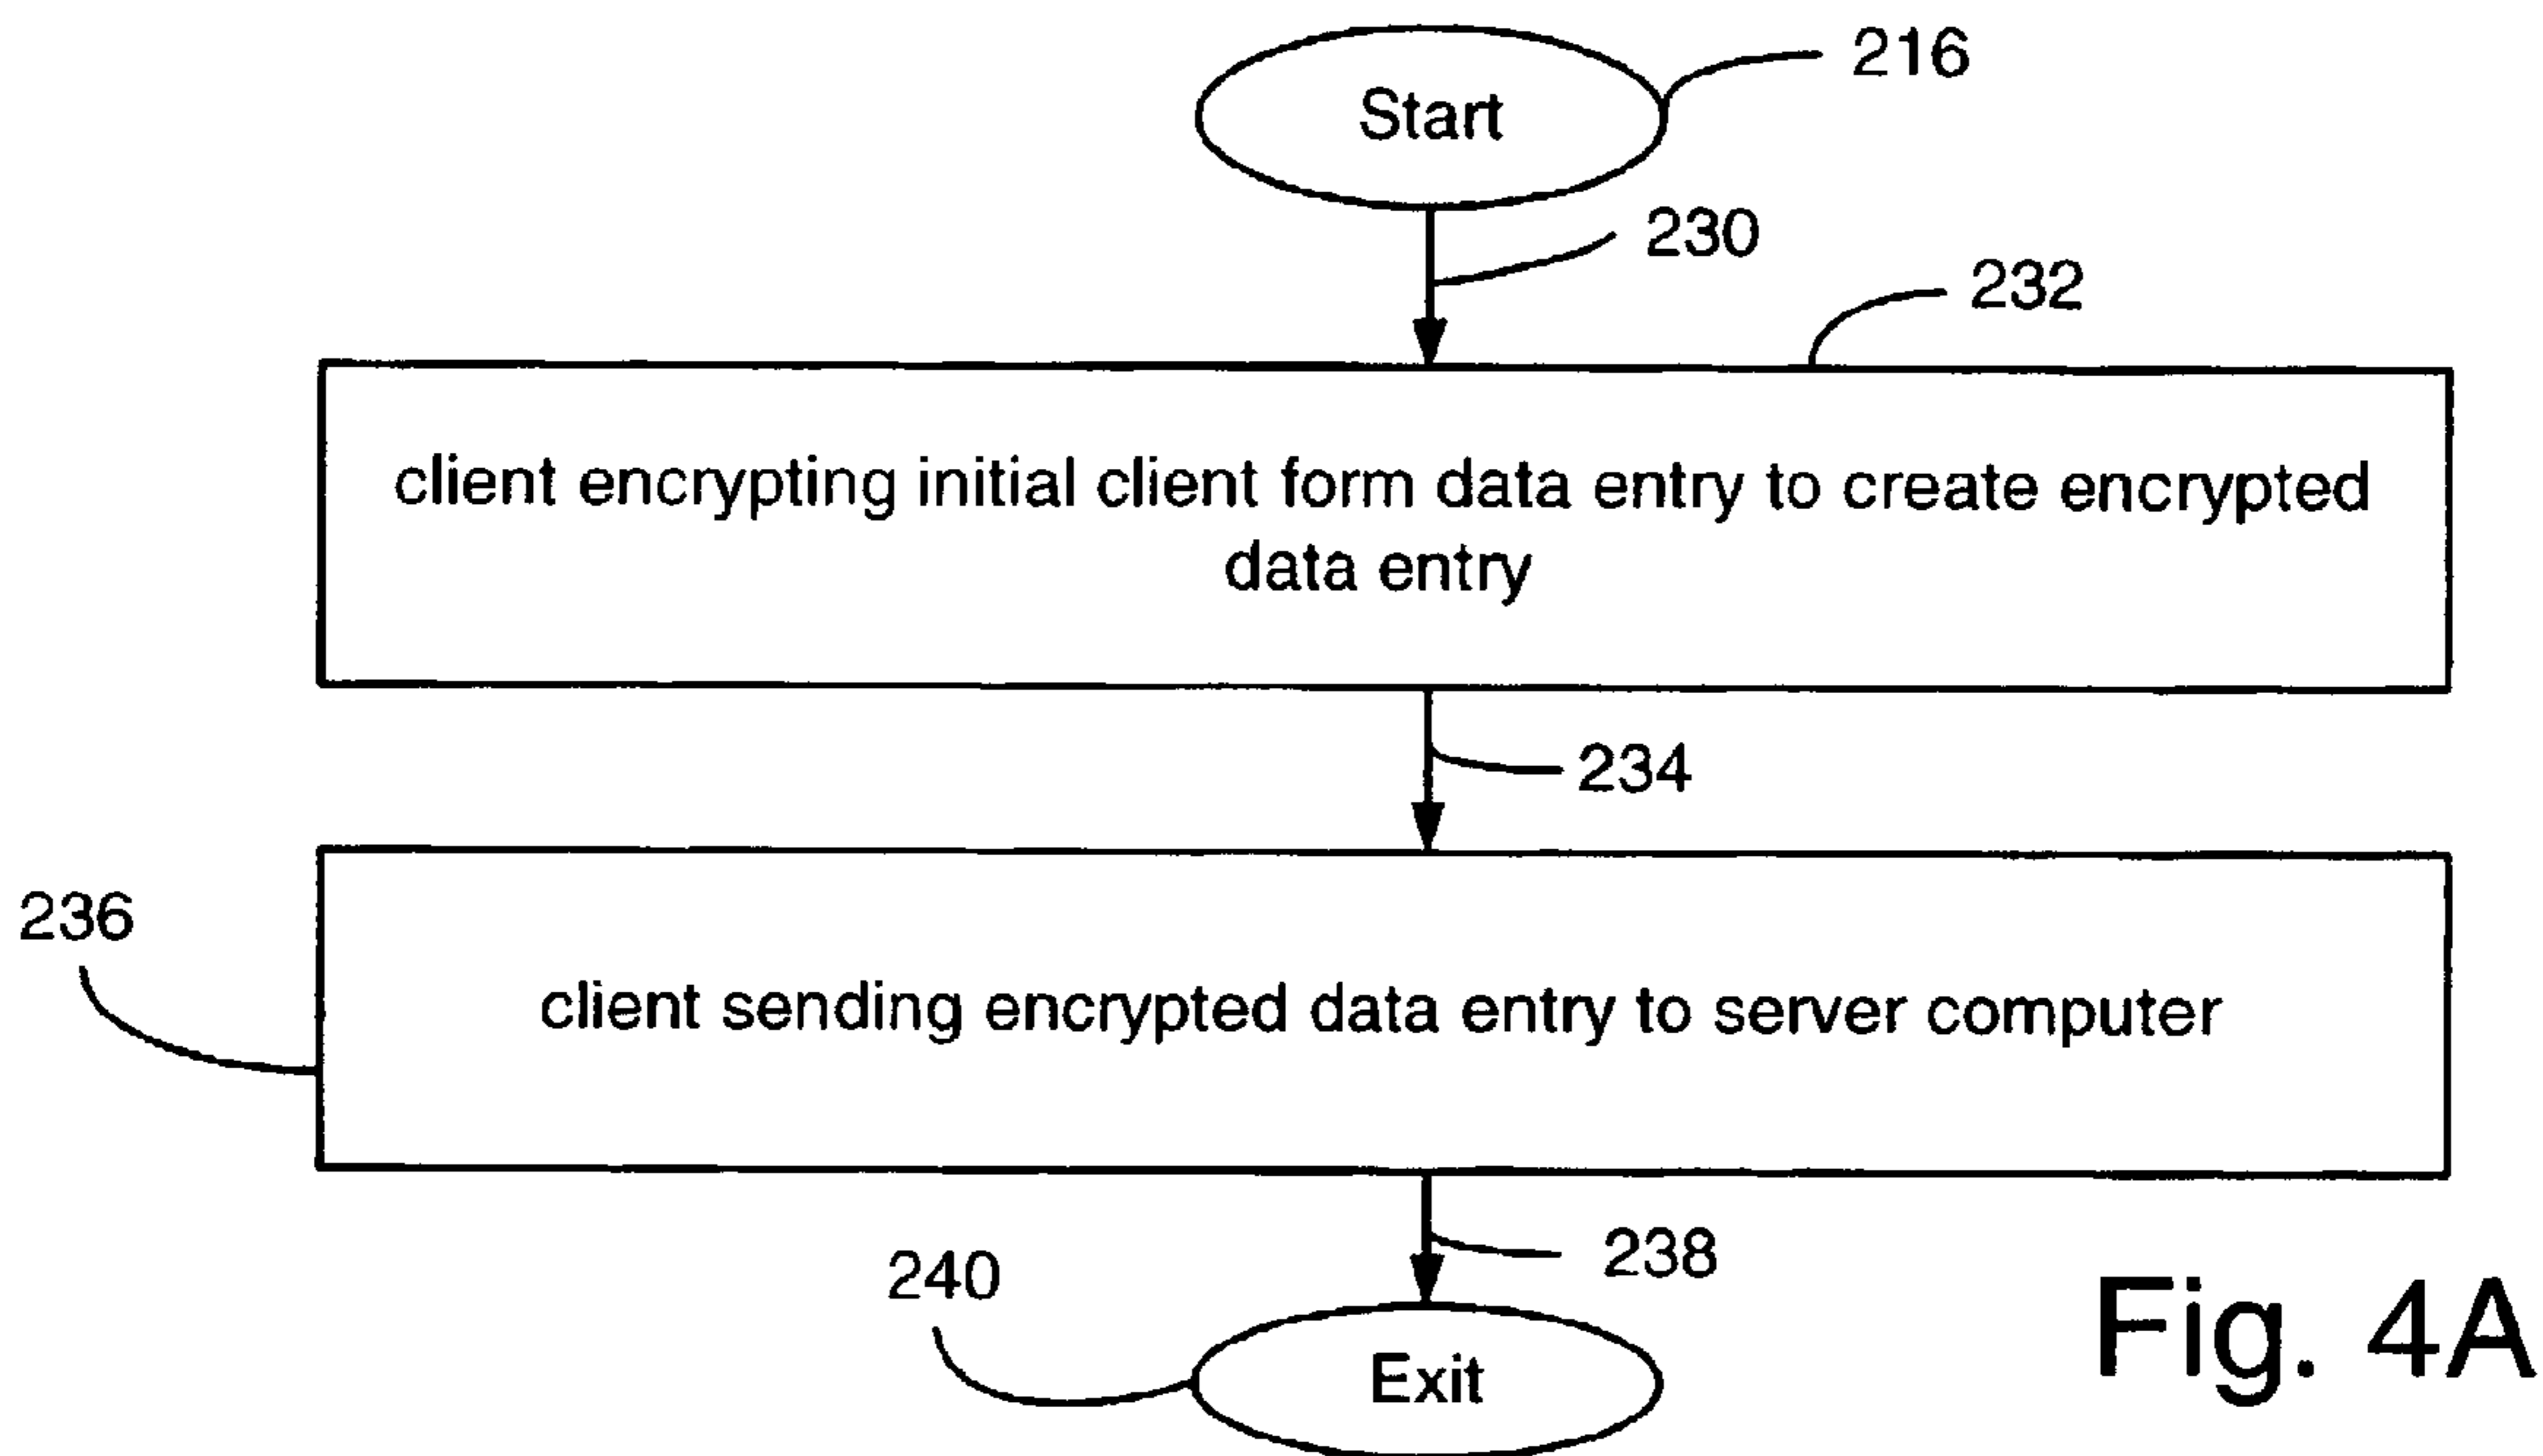 216
Start
230
232
client encrypting initial client form data entry to create encrypted
data entry
234
236
client sending encrypted data entry to server computer
238
240
Exit
Fig. 4A